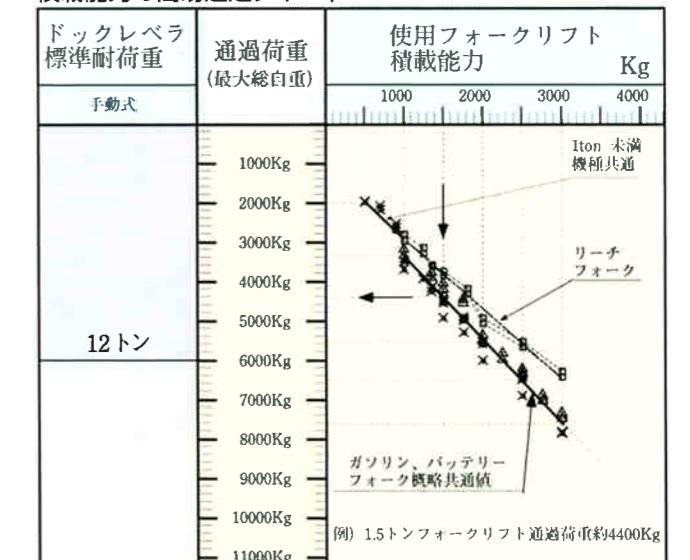 ドックレベラ
標準耐荷重
手動式
通過荷重
(最大総自重)
使用フォークリフト
積載能力 Kg
1000 2000 3000 4000
1000Kg
2000Kg
3000Kg
4000Kg
5000Kg
6000Kg
7000Kg
8000Kg
9000Kg
10000Kg
11000Kg
12トン
1ton 未満
機種共通
リーチ
フォーク
ガソリン、バッテリー
フォーク概略共通値
例) 1.5トンフォークリフト通過荷重約4400Kg